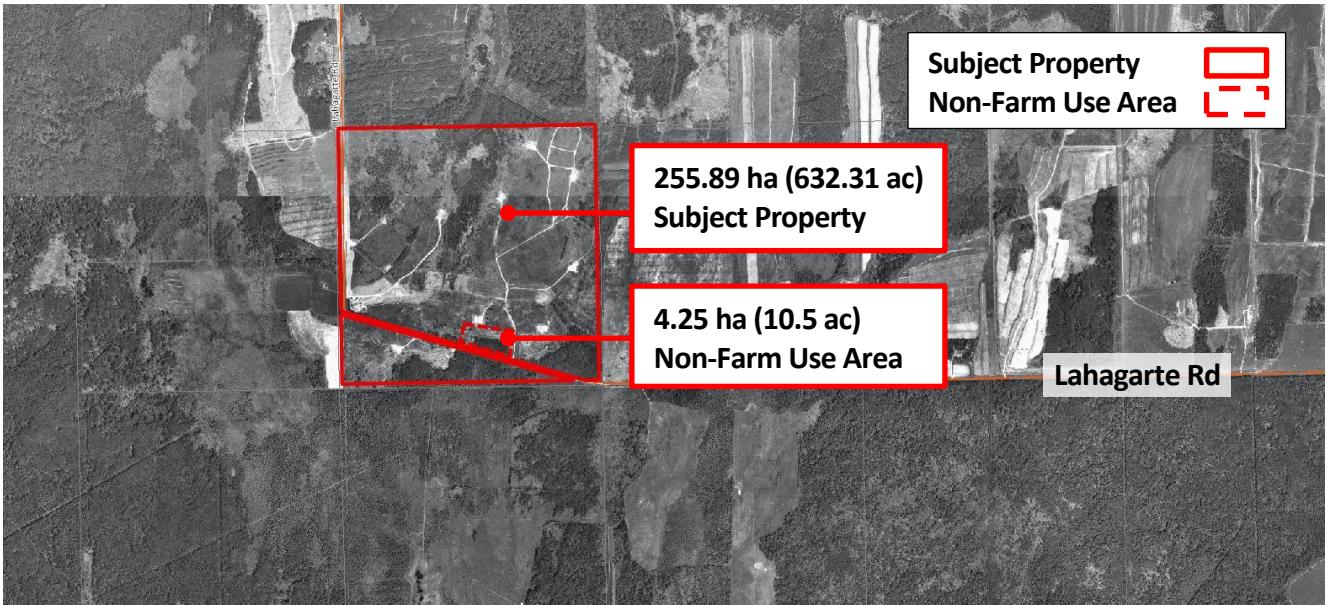 Lahagarte Rd
Subject Property
Non-Farm Use Area
255.89 ha (632.31 ac)
Subject Property
4.25 ha (10.5 ac)
Non-Farm Use Area
Lahagarte Rd